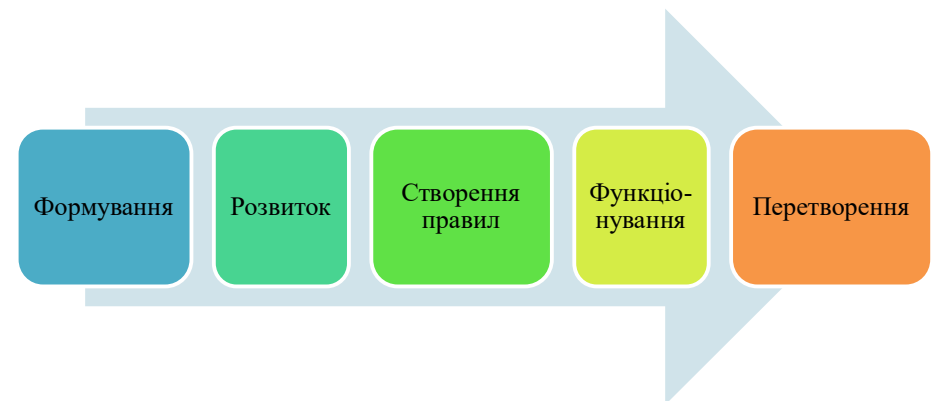 Формування
Розвиток
Створення
правил
Функціо-
нування
Перетворення